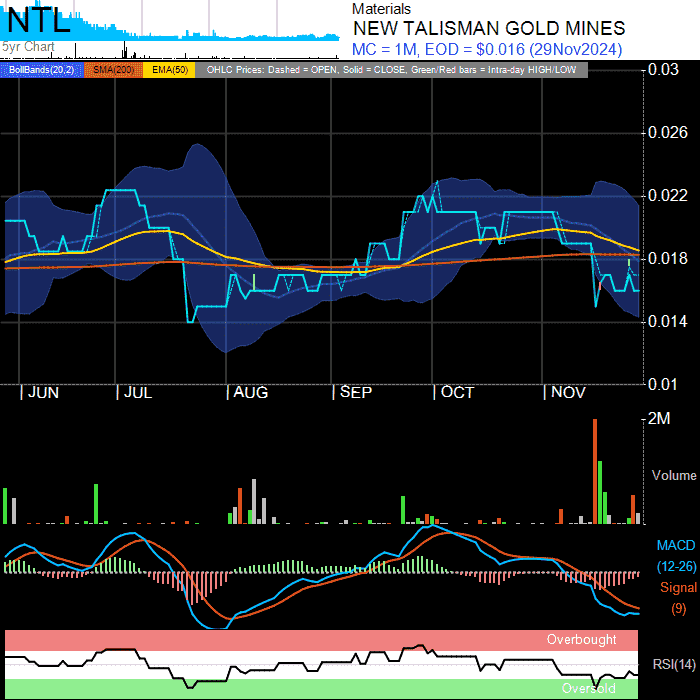 NTL
5yr Chart
Materials
NEW TALISMAN GOLD MINES
MC = 1M, EOD = $0.016 (29Nov2024)
BollBands(20,2) SMA(200) EMA(50) OHLC Prices: Dashed = OPEN, Solid = CLOSE, Green/Red bars = Intra-day HIGH/LOW
0.03
0.026
0.022
0.018
0.014
0.01
JUN JUL AUG SEP OCT NOV
2M
Volume
MACD
(12-26)
Signal
(9)
Overbought
RSI(14)
Oversold